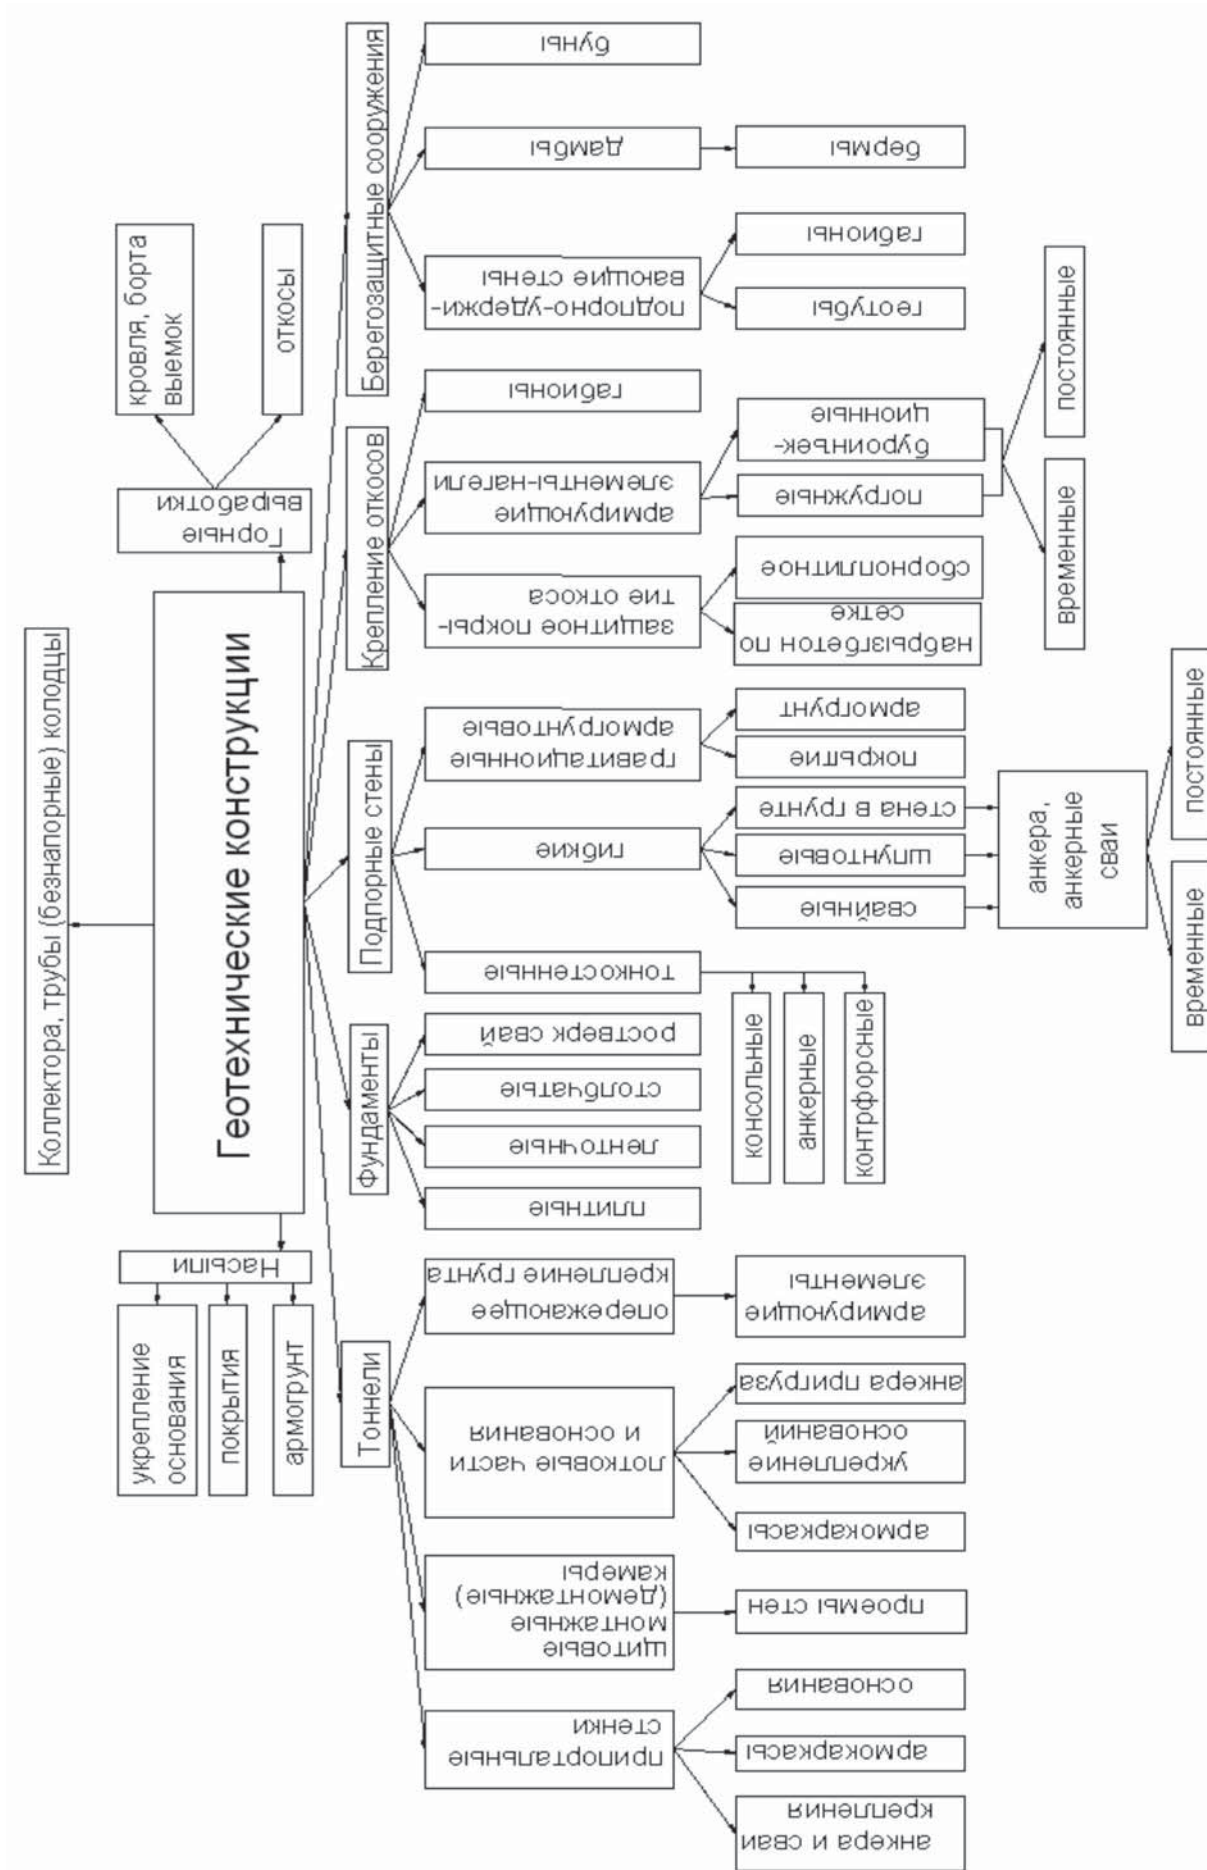 Коллектора, трубы (безнапорные) колодцы
Геотехнические конструкции
Насыпи
укрепление
основания
покрытия
армогрунт
Горные
выработки
кровля, борта
выемок
откосы
Тоннели
припортальные
стенки
анкера и сваи
крепления
армокаркасы
основания
щитовые
монтажные
(демонтажные)
камеры
проемы стен
лотковые части
и основания
армокаркасы
укрепление
оснований
анкера пригруза
опережающее
крепление грунта
армирующие
элементы
Фундаменты
плитные
ленточные
столбчатые
ростверк свай
Подпорные стены
тонкостенные
консольные
анкерные
контрфорсные
гибкие
свайные
шпунтовые
стена в грунте
анкера,
анкерные
сваи
временные
постоянные
гравитационные
армогрунтовые
покрытие
армогрунт
Крепление откосов
защитное покры-
тие откоса
набрызгбетон по
сетке
сборноплитное
армирующие
элементы-нагели
погружные
буроинъек-
ционные
временные
постоянные
габионы
Берегозащитные сооружения
подпорно-удержи-
вающие стены
геотубы
габионы
дамбы
бермы
буны